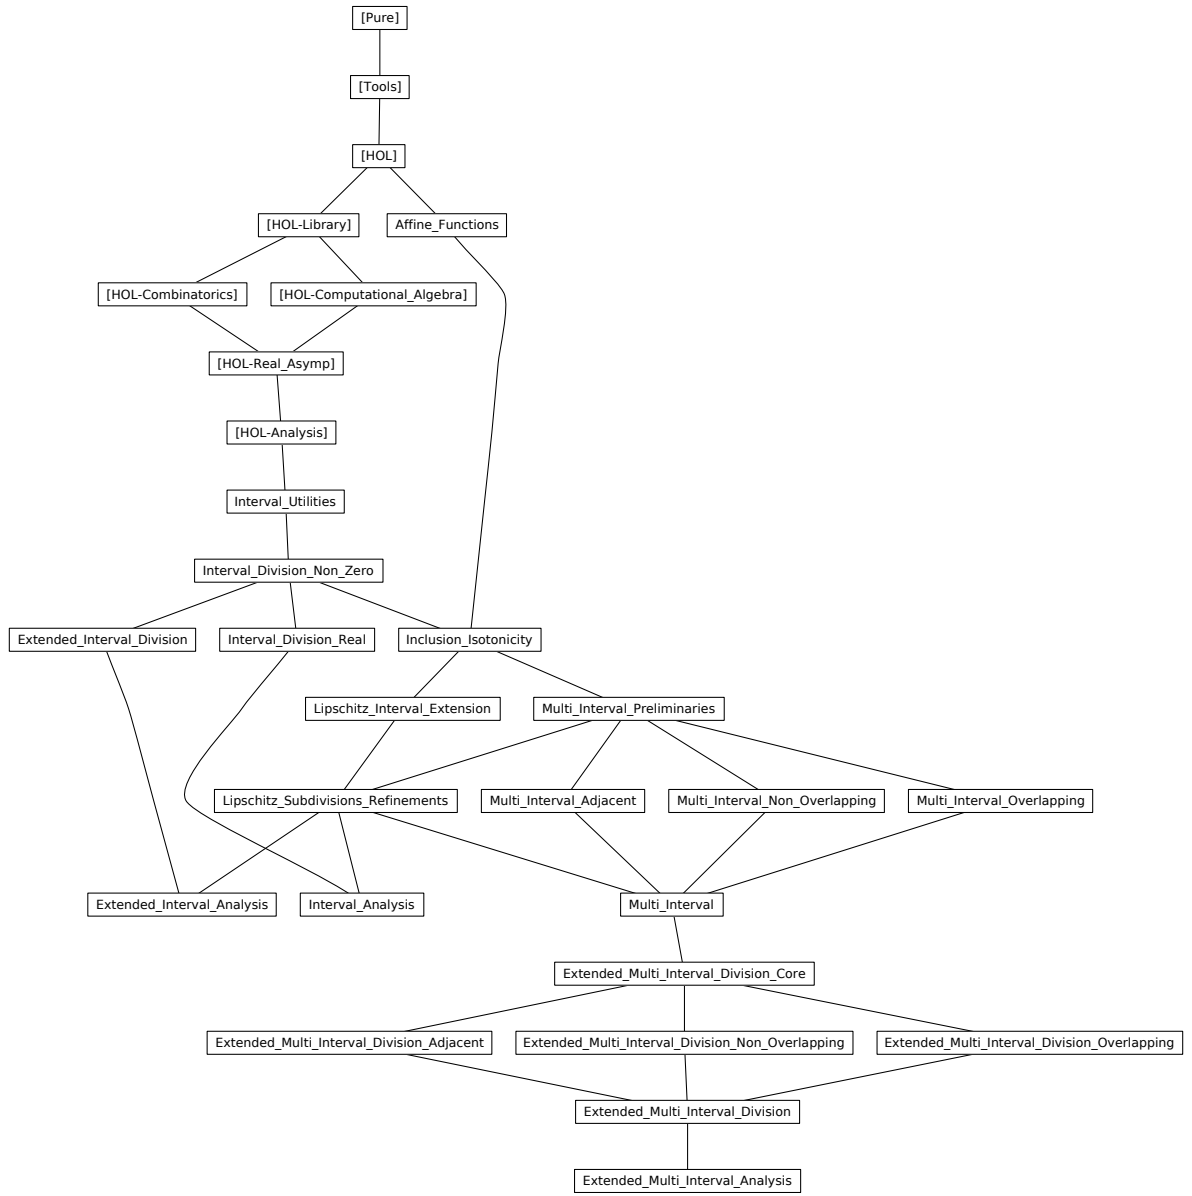 [Pure]
[Tools]
[HOL]
[HOL-Library]
Affine_Functions
[HOL-Combinatorics]
[HOL-Computational_Algebra]
[HOL-Real_Asymp]
[HOL-Analysis]
Interval_Utilities
Interval_Division_Non_Zero
Extended_Interval_Division
Interval_Division_Real
Inclusion_Isotonicity
Lipschitz_Interval_Extension
Multi_Interval_Preliminaries
Lipschitz_Subdivisions_Refinements
Multi_Interval_Adjacent
Multi_Interval_Non_Overlapping
Multi_Interval_Overlapping
Extended_Interval_Analysis
Interval_Analysis
Multi_Interval
Extended_Multi_Interval_Division_Core
Extended_Multi_Interval_Division_Adjacent
Extended_Multi_Interval_Division_Non_Overlapping
Extended_Multi_Interval_Division_Overlapping
Extended_Multi_Interval_Division
Extended_Multi_Interval_Analysis